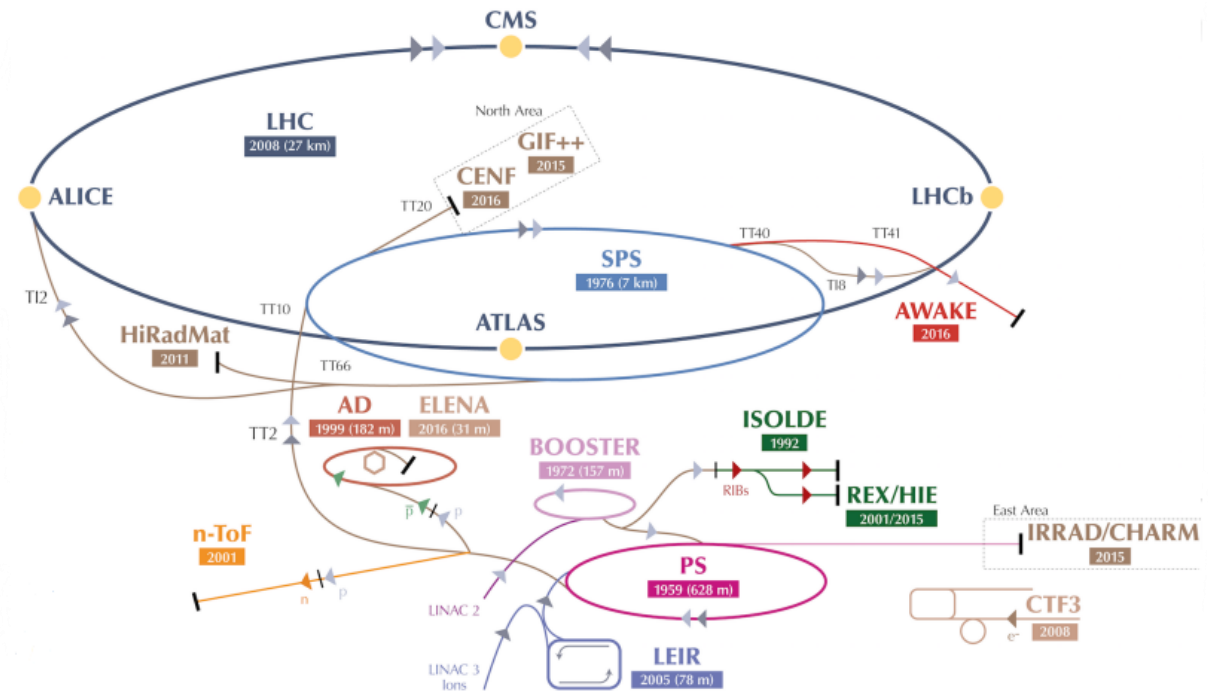 CMS
LHC
2008 (27 km)
North Area
GIF++
2015
CENF
2016
ALICE
LHCb
TT20
TT40
TT41
SPS
1976 (7 km)
TI8
TI2
TT10
AWAKE
2016
ATLAS
HiRadMat
2011
TT66
AD
1999 (182 m)
ELENA
2016 (31 m)
TT2
BOOSTER
1972 (157 m)
ISOLDE
1992
RIBs
REX/HIE
2001/2015
p̅
p
East Area
IRRAD/CHARM
2015
n-ToF
2001
n
p
PS
1959 (628 m)
LINAC 2
CTF3
2008
e-
LINAC 3
Ions
LEIR
2005 (78 m)